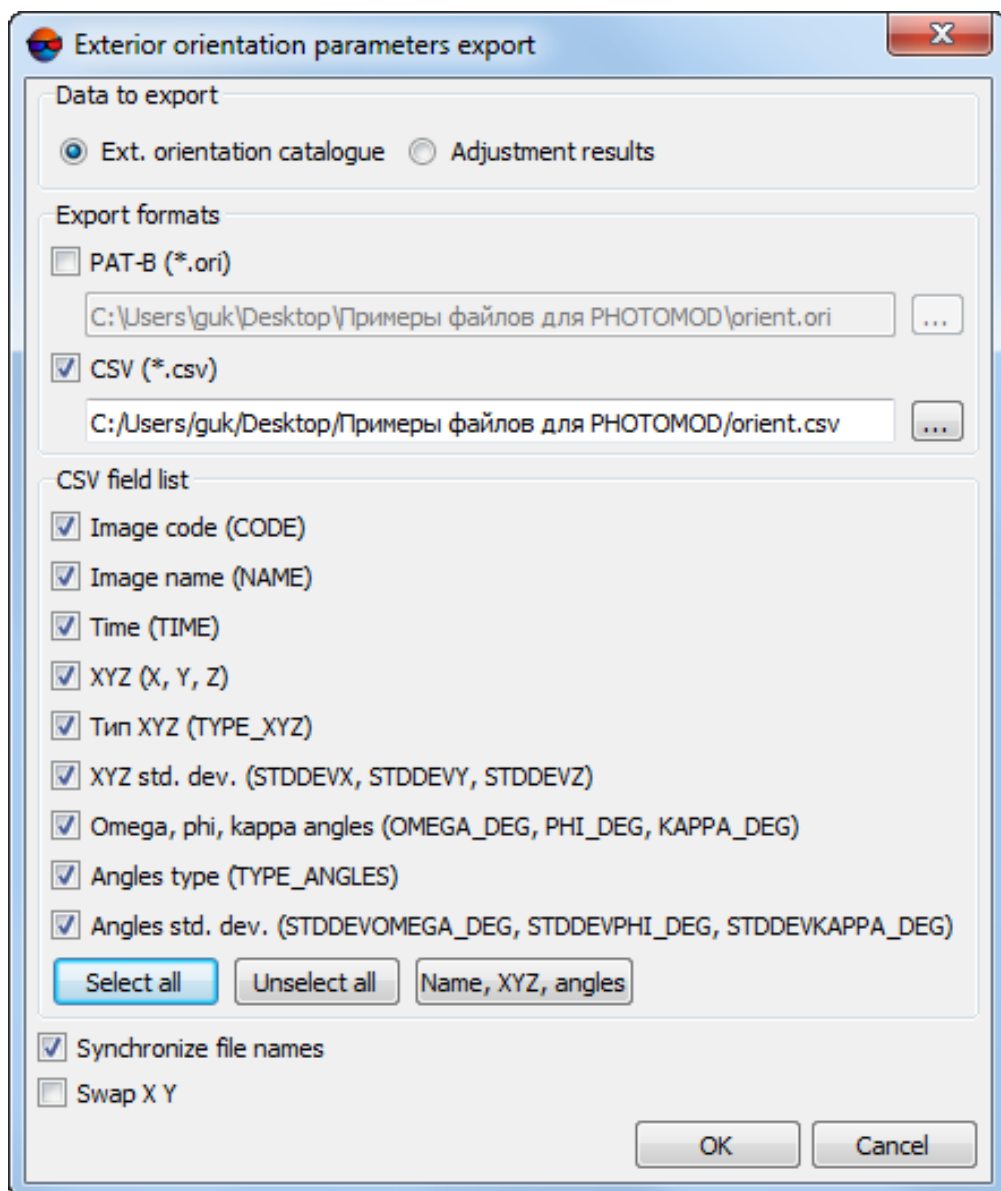 Exterior orientation parameters export
Data to export
Ext. orientation catalogue Adjustment results
Export formats
PAT-B (*.ori)
C:\Users\guk\Desktop\Примеры файлов для PHOTOMOD\orient.ori ...
CSV (*.csv)
C:/Users/guk/Desktop/Примеры файлов для PHOTOMOD/orient.csv ...
CSV field list
Image code (CODE)
Image name (NAME)
Time (TIME)
XYZ (X, Y, Z)
Тип XYZ (TYPE_XYZ)
XYZ std. dev. (STDDEVX, STDDEVY, STDDEVZ)
Omega, phi, kappa angles (OMEGA_DEG, PHI_DEG, KAPPA_DEG)
Angles type (TYPE_ANGLES)
Angles std. dev. (STDDEVOMEGA_DEG, STDDEVPHI_DEG, STDDEVKAPPA_DEG)
Select all Unselect all Name, XYZ, angles
Synchronize file names
Swap X Y
OK Cancel